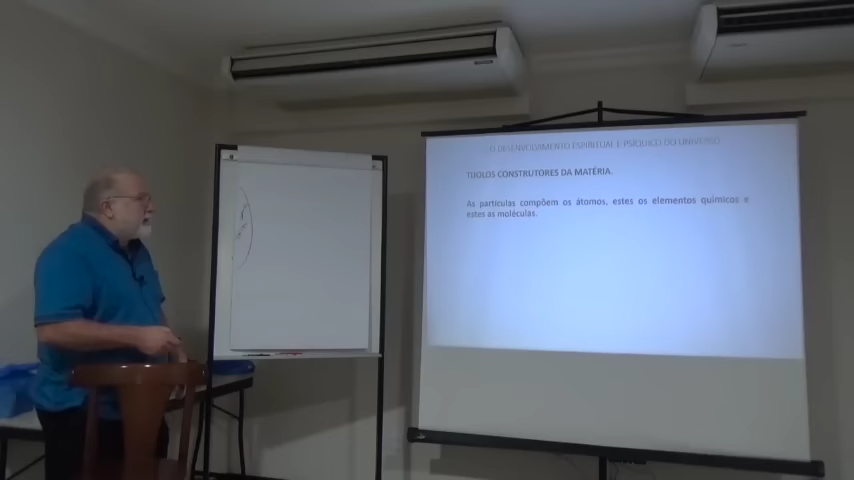 O DESENVOLVIMENTO ESPIRITUAL E PSÍQUICO DO UNIVERSO
TIJOLOS CONSTRUTORES DA MATÉRIA.
As partículas compõem os átomos, estes os elementos químicos e
estes as moléculas.